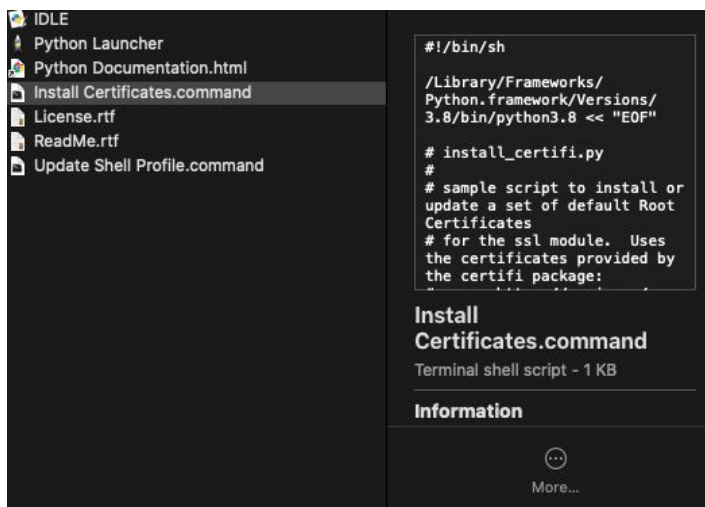 IDLE
Python Launcher
Python Documentation.html
Install Certificates.command
License.rtf
ReadMe.rtf
Update Shell Profile.command
#!/bin/sh
/Library/Frameworks/
Python.framework/Versions/
3.8/bin/python3.8 << "EOF"
# install_certifi.py
#
# sample script to install or
update a set of default Root
Certificates
# for the ssl module.  Uses
the certificates provided by
the certifi package:
Install
Certificates.command
Terminal shell script - 1 KB
Information
More...